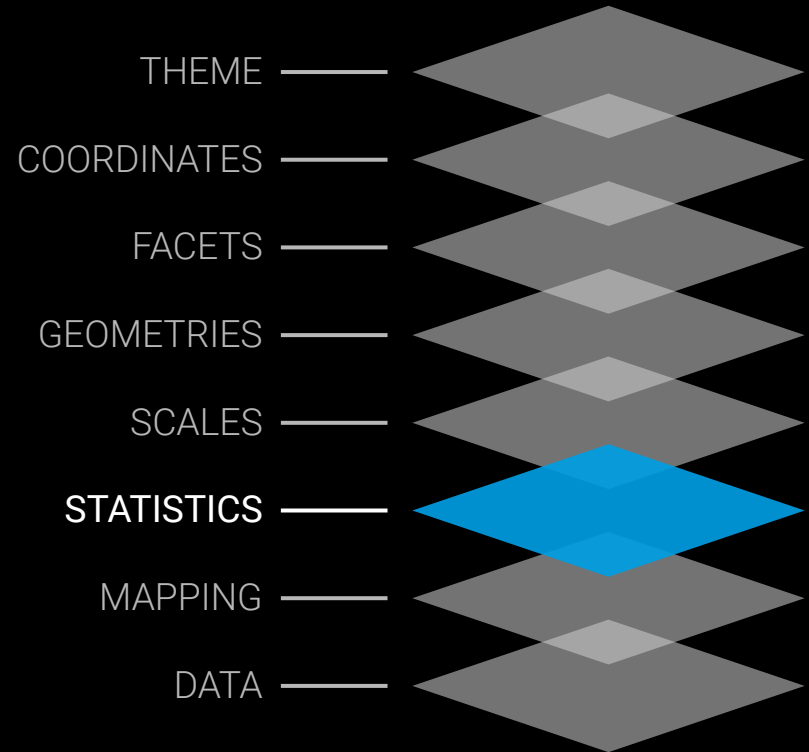 THEME
COORDINATES
FACETS
GEOMETRIES
SCALES
STATISTICS
MAPPING
DATA